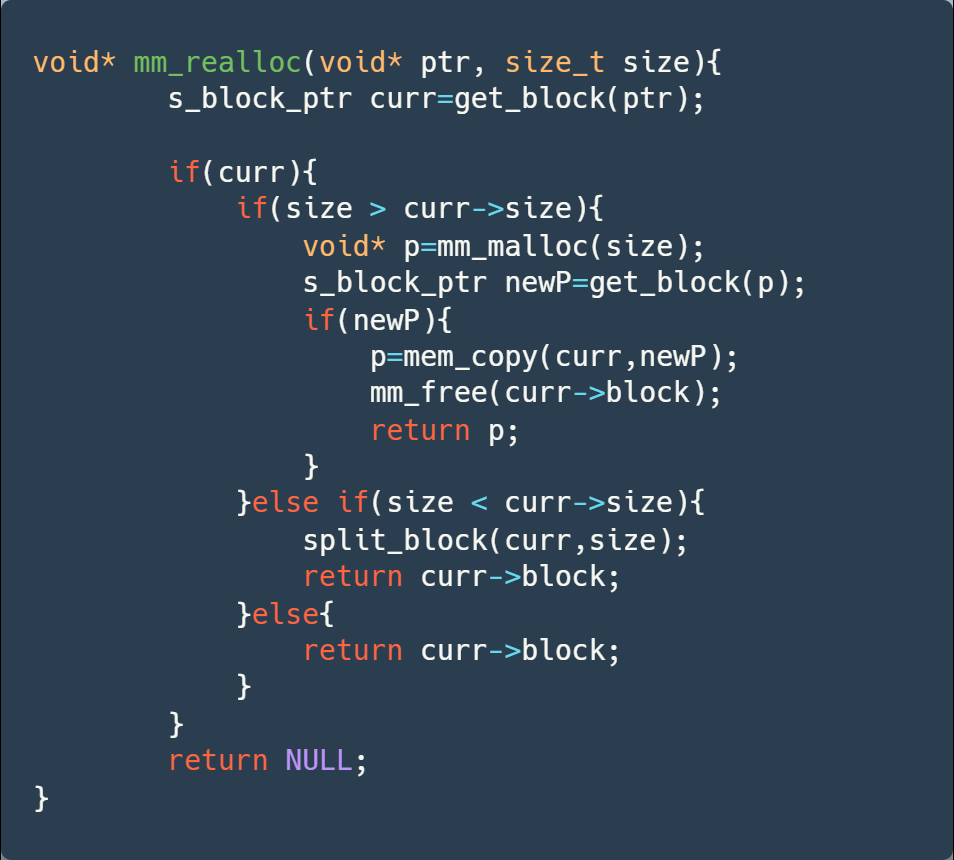 void* mm_realloc(void* ptr, size_t size){
        s_block_ptr curr=get_block(ptr);

        if(curr){
            if(size > curr->size){
                void* p=mm_malloc(size);
                s_block_ptr newP=get_block(p);
                if(newP){
                    p=mem_copy(curr,newP);
                    mm_free(curr->block);
                    return p;
                }
            }else if(size < curr->size){
                split_block(curr,size);
                return curr->block;
            }else{
                return curr->block;
            }
        }
        return NULL;
}